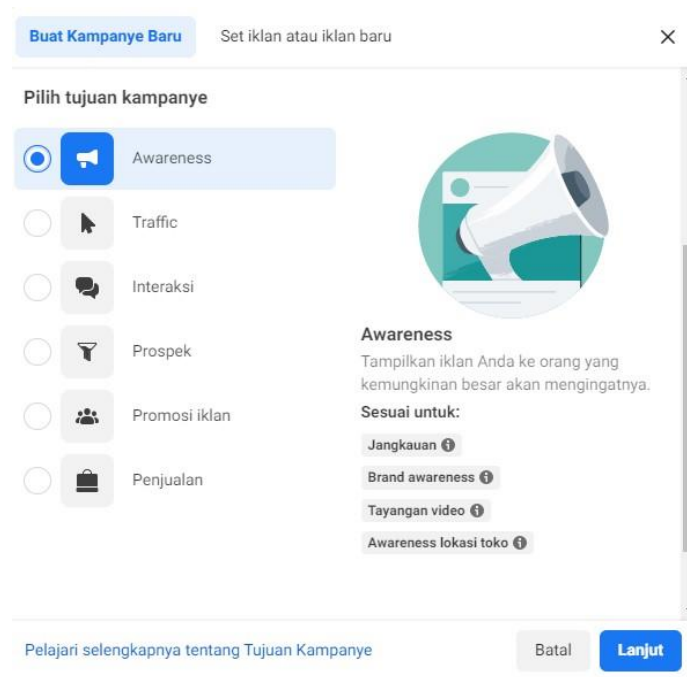 Buat Kampanye Baru
Set iklan atau iklan baru
Pilih tujuan kampanye
Awareness
Traffic
Interaksi
Prospek
Promosi iklan
Penjualan
Awareness
Tampilkan iklan Anda ke orang yang
kemungkinan besar akan mengingatnya.
Sesuai untuk:
Jangkauan
Brand awareness
Tayangan video
Awareness lokasi toko
Pelajari selengkapnya tentang Tujuan Kampanye
Batal
Lanjut